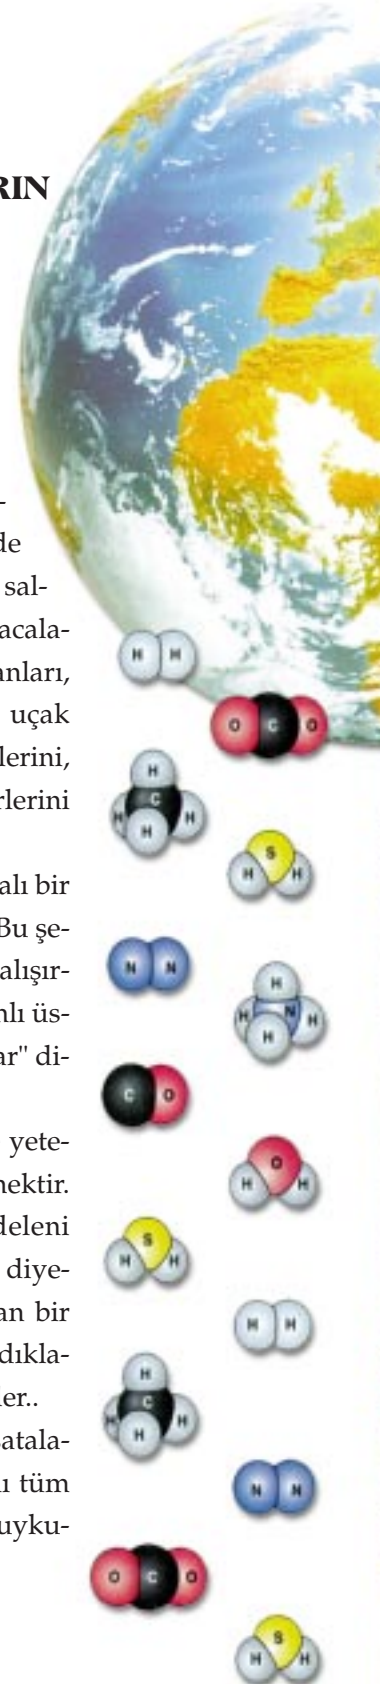 RIN
-
de
sal-
acala-
anları,
uçak
lerini,
rlerini
alı bir
Bu şe-
alışır-
nlı üs-
ar" di-
yete-
nektir.
deleni
diye-
an bir
dıkla-
ler..
atala-
ı tüm
uyku-
H H
O C O
H
C
H H
H
S
H H
N N
H
H N H
H
C O
O
H H
S
H H
H H
H
C
H H
H
N N
O C O
S
H H